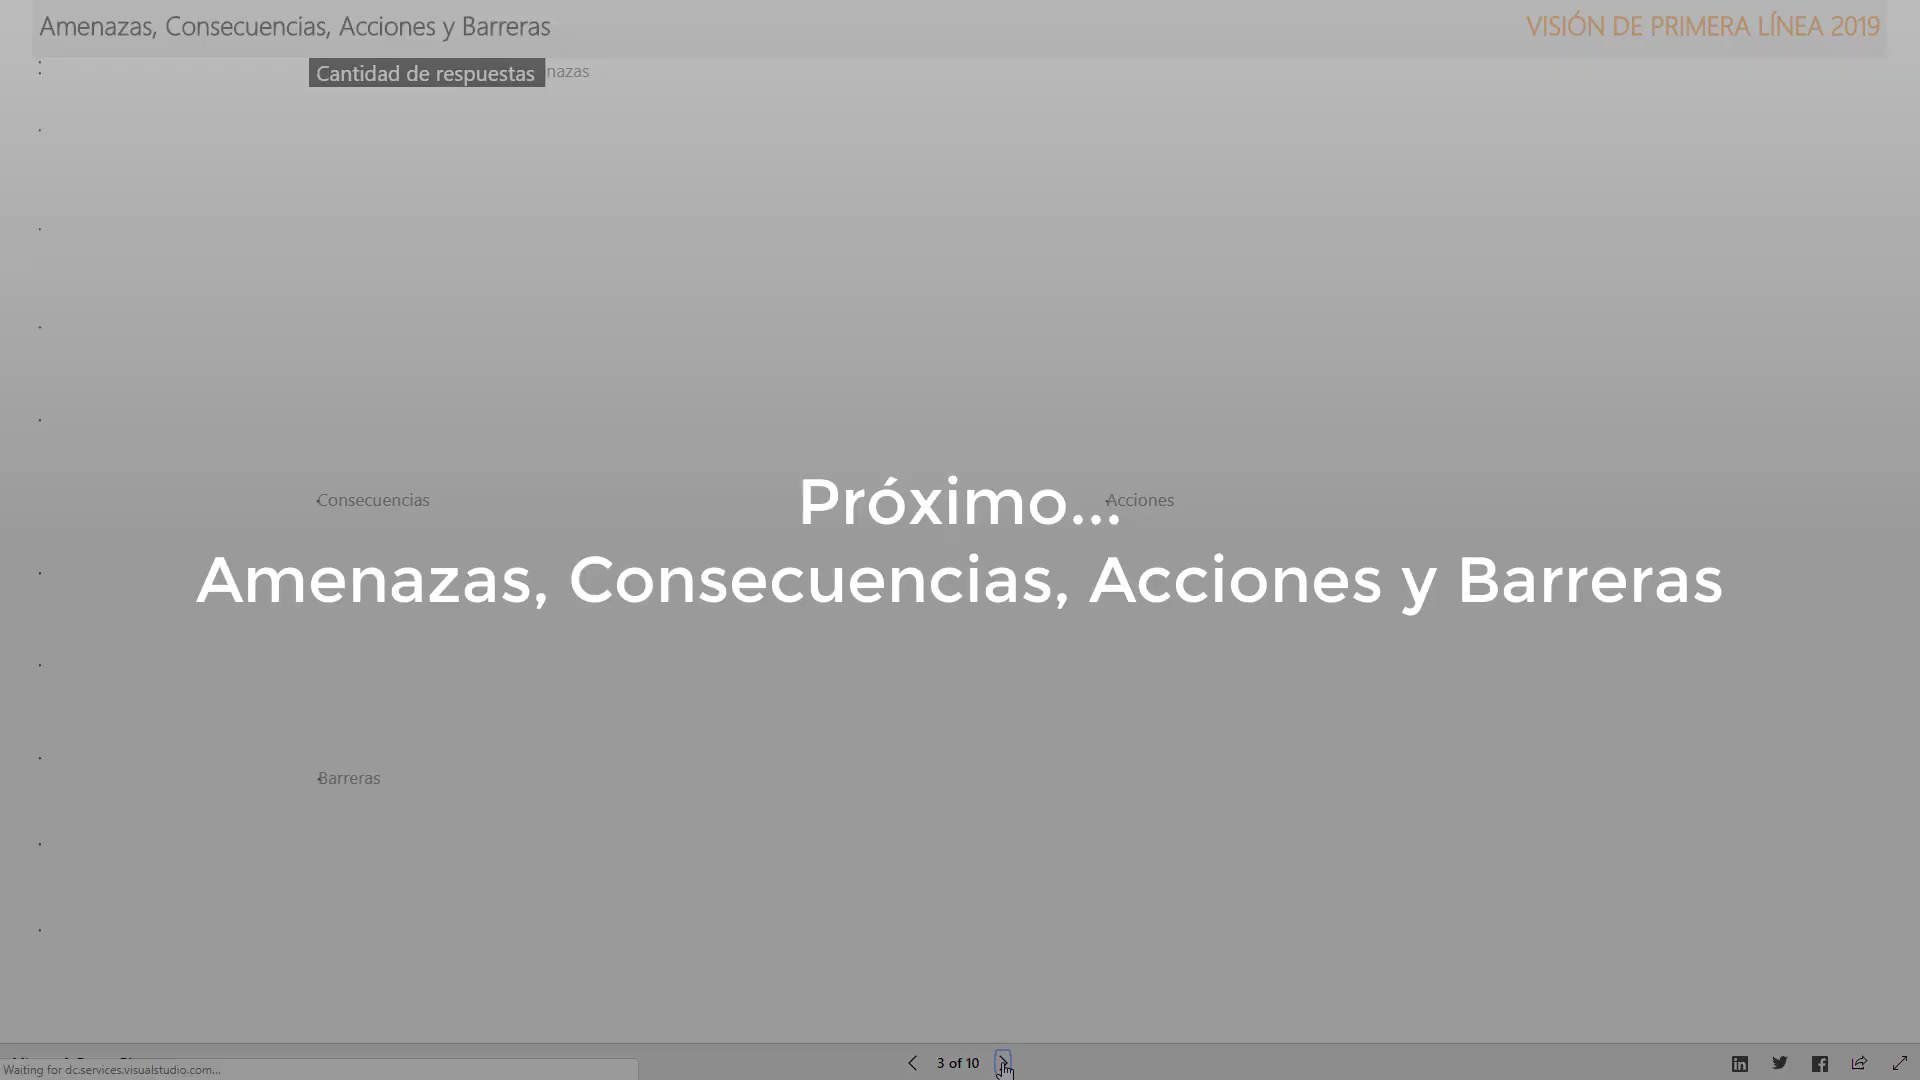 Amenazas, Consecuencias, Acciones y Barreras
VISIÓN DE PRIMERA LÍNEA 2019
Cantidad de respuestas
nazas
Consecuencias
Acciones
Próximo...
Amenazas, Consecuencias, Acciones y Barreras
Barreras
Waiting for dc.services.visualstudio.com...
3 of 10